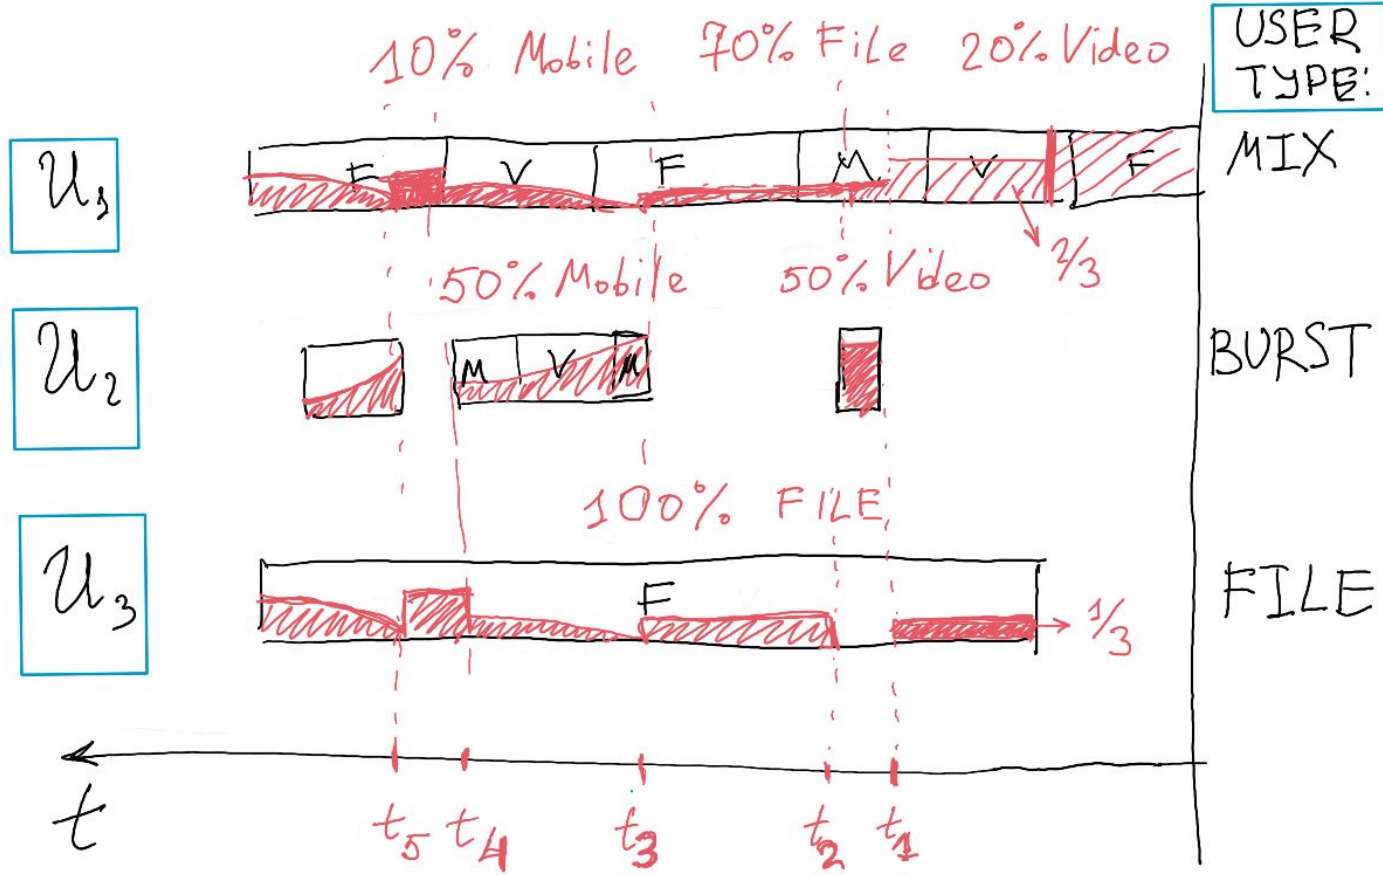 USER
TYPE:
10% Mobile 70% File 20% Video
U1 F V F M V F MIX
2/3
50% Mobile 50% Video
U2 M V M BURST
100% FILE
U3 F FILE
1/3
t t5 t4 t3 t2 t1